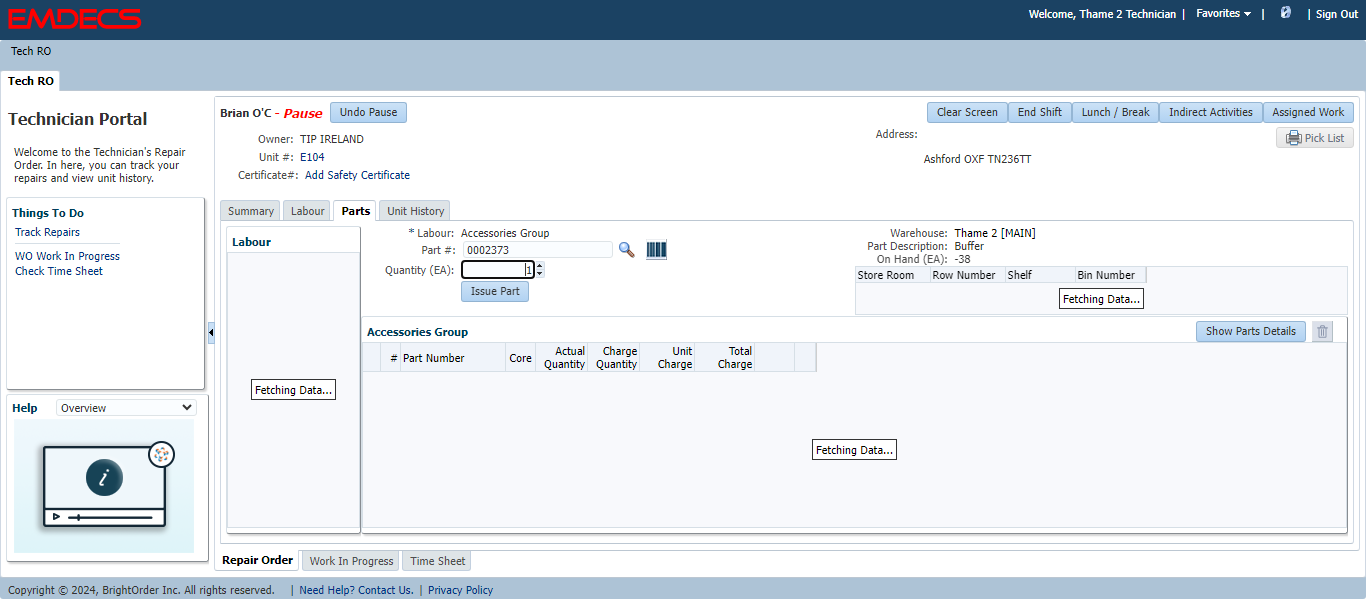 EMDECS
Welcome, Thame 2 Technician | Favorites | | Sign Out
Tech RO
Tech RO
Technician Portal
Welcome to the Technician's Repair
Order. In here, you can track your
repairs and view unit history.
Things To Do
Track Repairs
WO Work In Progress
Check Time Sheet
Help Overview
i
Brian O'C - Pause Undo Pause
Clear Screen End Shift Lunch / Break Indirect Activities Assigned Work
Owner: TIP IRELAND
Unit #: E104
Certificate#: Add Safety Certificate
Address:
Pick List
Ashford OXF TN236TT
Summary Labour Parts Unit History
Labour
Fetching Data...
* Labour: Accessories Group
Part #: 0002373
Quantity (EA): 1
Issue Part
Warehouse: Thame 2 [MAIN]
Part Description: Buffer
On Hand (EA): -38
Store Room Row Number Shelf Bin Number
Fetching Data...
Accessories Group Show Parts Details
# Part Number Core Actual Quantity Charge Quantity Unit Charge Total Charge
Fetching Data...
Repair Order Work In Progress Time Sheet
Copyright © 2024, BrightOrder Inc. All rights reserved. | Need Help? Contact Us. | Privacy Policy